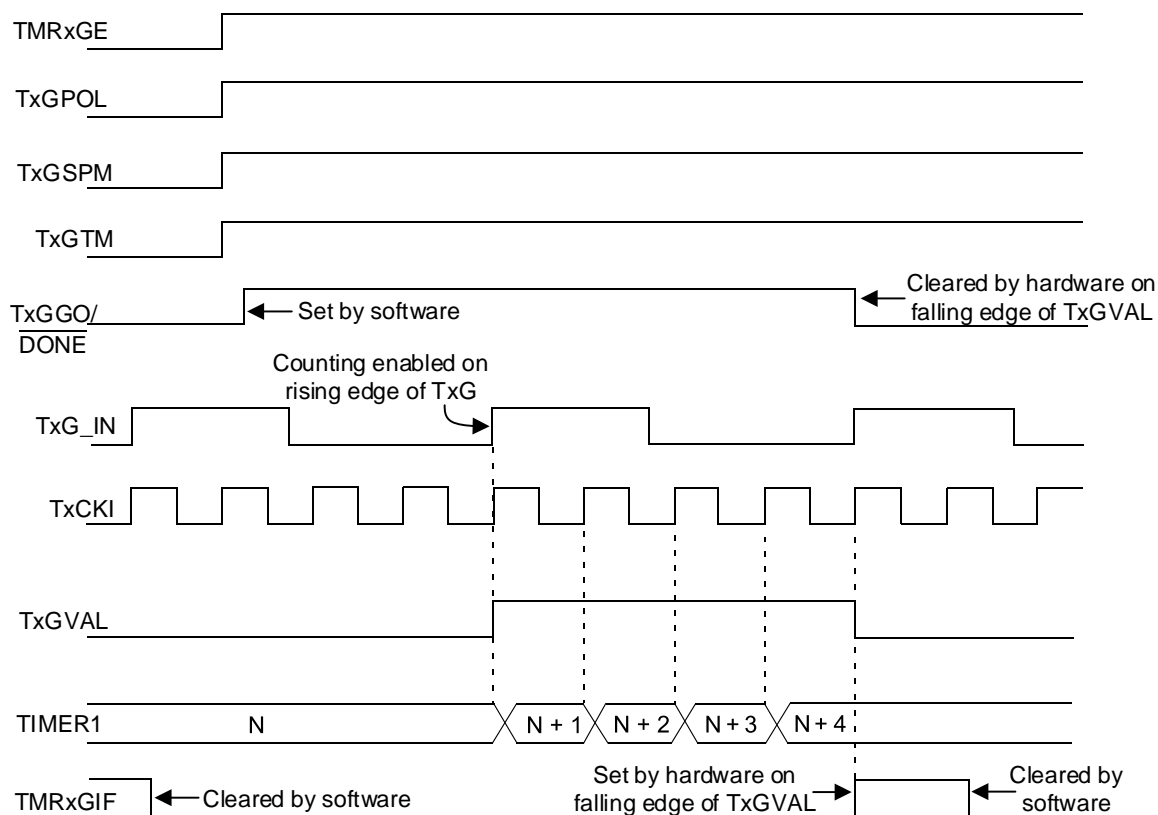 TMRxGE
TxGPOL
TxGSPM
TxGTM
TxGGO/
DONE
Set by software
Cleared by hardware on
falling edge of TxGVAL
Counting enabled on
rising edge of TxG
TxG_IN
TxCKI
TxGVAL
TIMER1
N
N + 1
N + 2
N + 3
N + 4
TMRxGIF
Cleared by software
Set by hardware on
falling edge of TxGVAL
Cleared by
software